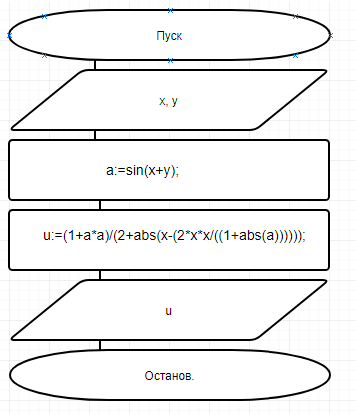 Пуск
x, y
a:=sin(x+y);
u:=(1+a*a)/(2+abs(x-(2*x*x/((1+abs(a))))));
u
Останов.